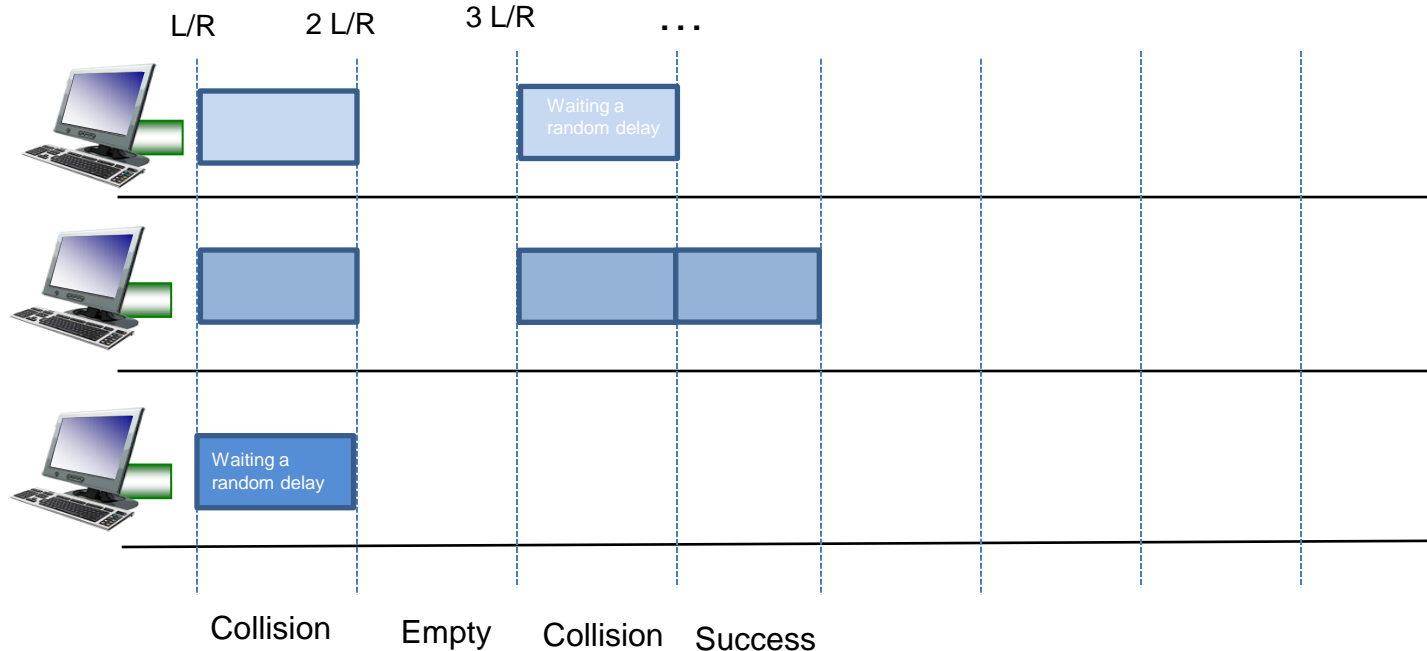 L/R 2 L/R 3 L/R ...
Waiting a
random delay
Waiting a
random delay
Collision Empty Collision Success